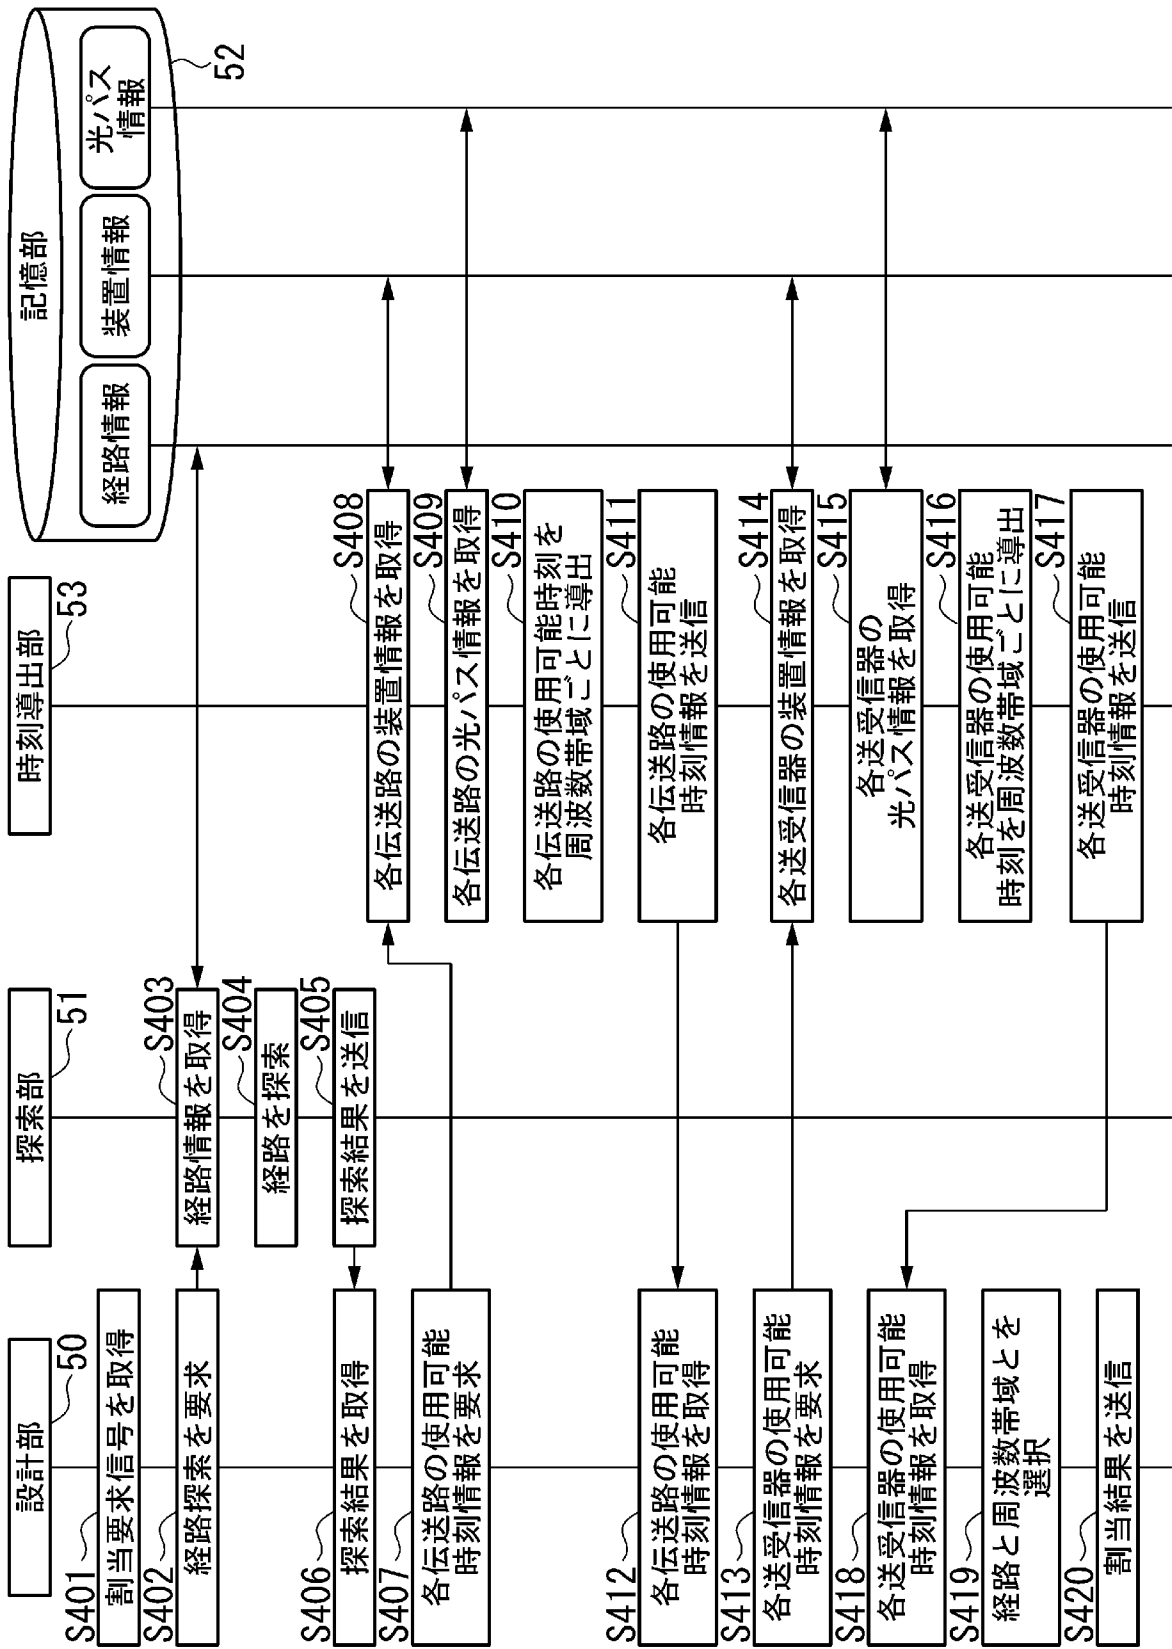 設計部
50
探索部
51
時刻導出部
53
記憶部
経路情報
装置情報
光パス
情報
52
S401
割当要求信号を取得
S402
経路探索を要求
S403
経路情報を取得
S404
経路を探索
S405
探索結果を送信
S406
探索結果を取得
S407
各伝送路の使用可能
時刻情報を要求
S408
各伝送路の装置情報を取得
S409
各伝送路の光パス情報を取得
S410
各伝送路の使用可能時刻を
周波数帯域ごとに導出
S411
各伝送路の使用可能
時刻情報を送信
S412
各伝送路の使用可能
時刻情報を取得
S413
各送受信器の使用可能
時刻情報を要求
S414
各送受信器の装置情報を取得
S415
各送受信器の
光パス情報を取得
S416
各送受信器の使用可能
時刻を周波数帯域ごとに導出
S417
各送受信器の使用可能
時刻情報を送信
S418
各送受信器の使用可能
時刻情報を取得
S419
経路と周波数帯域とを
選択
S420
割当結果を送信